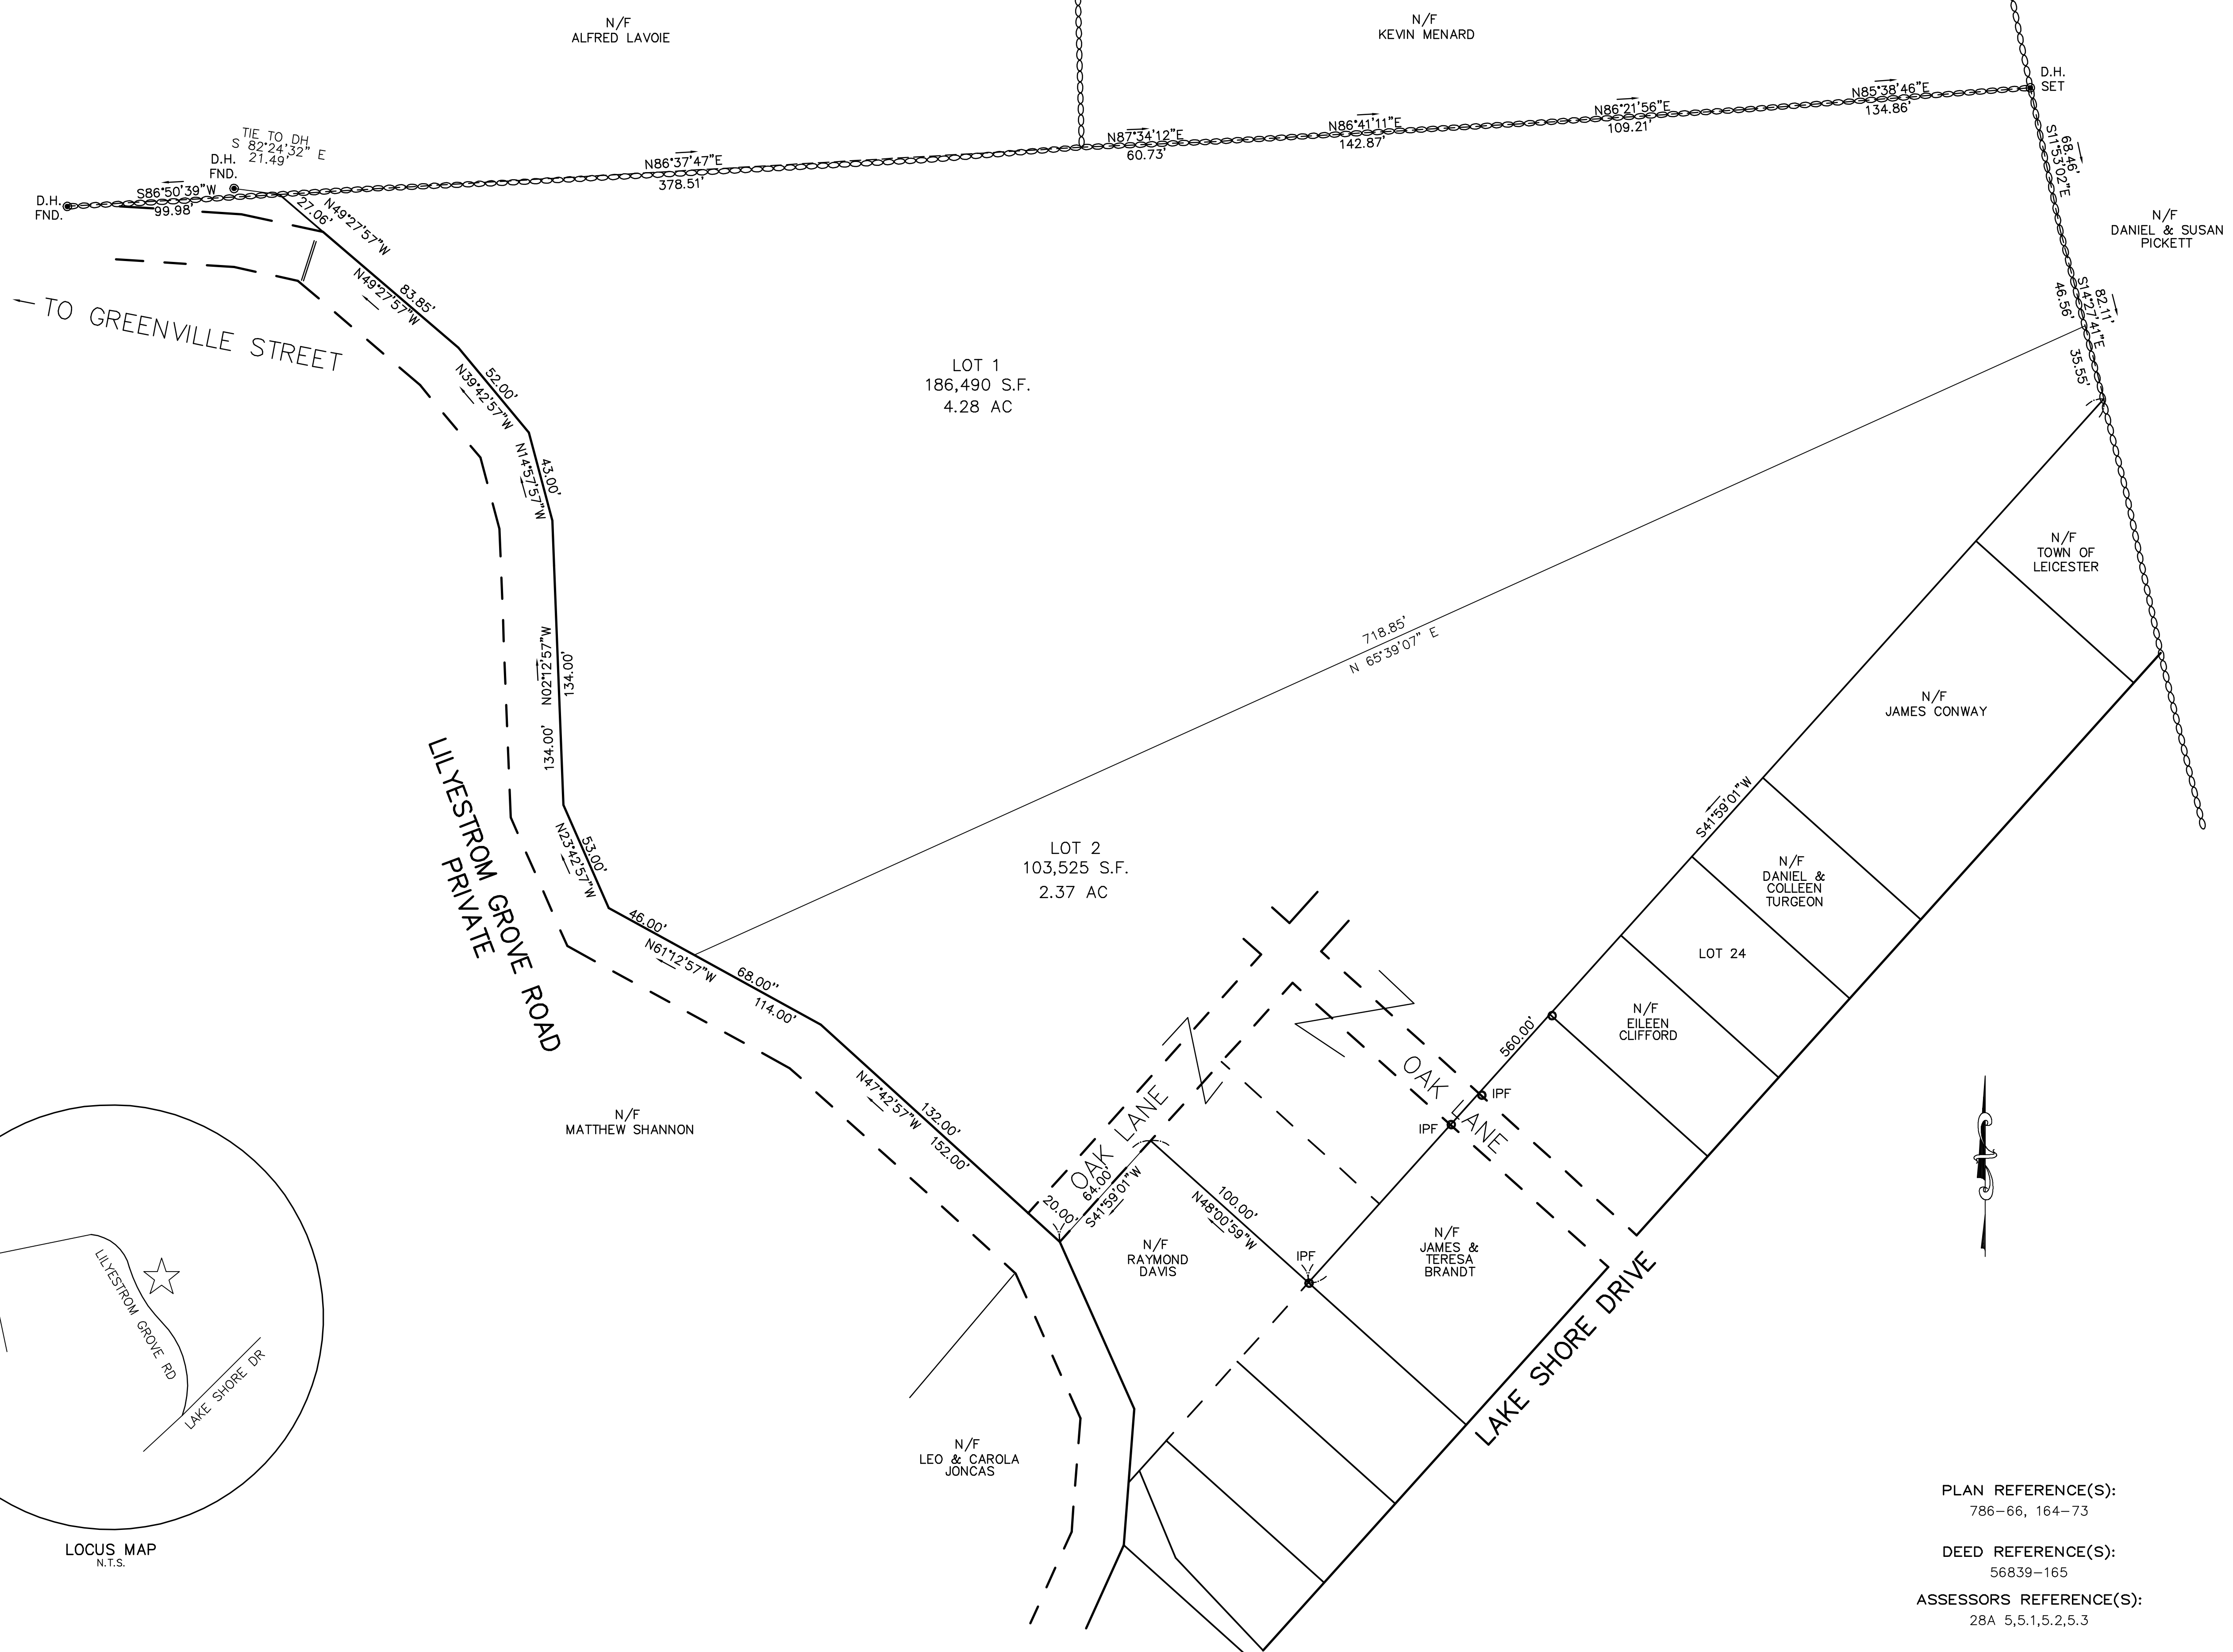 N/F
ALFRED LAVOIE
N/F
KEVIN MENARD
D.H.
SET
N85°38'46"E
134.86'
N86°21'56"E
109.21'
N86°41'11"E
142.87'
N87°34'12"E
60.73'
N86°37'47"E
378.51'
TIE TO DH
S 82°24'32" E
21.49'
D.H.
FND.
D.H.
FND.
S86°50'39"W
99.98'
27.06'
N49°27'57"W
68.46'
S11°53'02"E
N/F
DANIEL & SUSAN
PICKETT
82.11'
S14°27'41"E
46.56'
35.55'
TO GREENVILLE STREET
83.85'
N49°27'57"W
52.00'
N39°42'57"W
43.00'
N14°57'57"W
LOT 1
186,490 S.F.
4.28 AC
N/F
TOWN OF
LEICESTER
718.85'
N 65°39'07" E
N02°12'57"W
134.00'
134.00'
N/F
JAMES CONWAY
LILYESTROM GROVE ROAD
PRIVATE
53.00'
N23°42'57"W
LOT 2
103,525 S.F.
2.37 AC
S41°59'01"W
560.00'
N/F
DANIEL &
COLLEEN
TURGEON
LOT 24
N/F
EILEEN
CLIFFORD
46.00'
N61°12'57"W
68.00"
114.00'
N47°42'57"W
132.00'
152.00'
N/F
MATTHEW SHANNON
OAK LANE
OAK LANE
IPF
IPF
20.00'
64.00'
S41°59'01"W
100.00'
N48°00'59"W
IPF
N/F
RAYMOND
DAVIS
N/F
JAMES &
TERESA
BRANDT
LAKE SHORE DRIVE
N/F
LEO & CAROLA
JONCAS
LILYESTROM GROVE RD
LAKE SHORE DR
LOCUS MAP
N.T.S.
PLAN REFERENCE(S):
786-66, 164-73
DEED REFERENCE(S):
56839-165
ASSESSORS REFERENCE(S):
28A 5,5.1,5.2,5.3